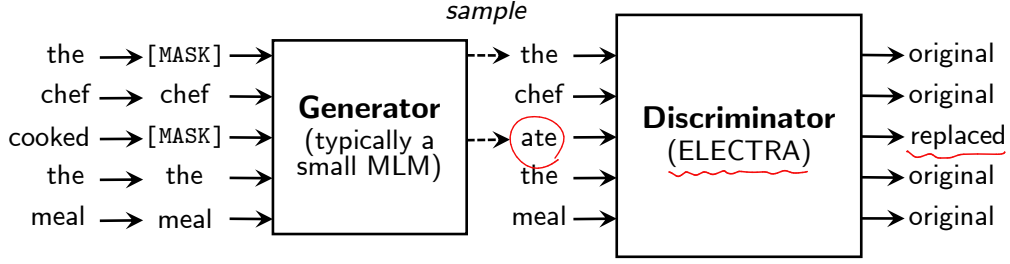 sample
the [MASK] the original
chef chef chef original
cooked [MASK] ate replaced
the the the original
meal meal meal original
Generator
(typically a
small MLM)
Discriminator
(ELECTRA)